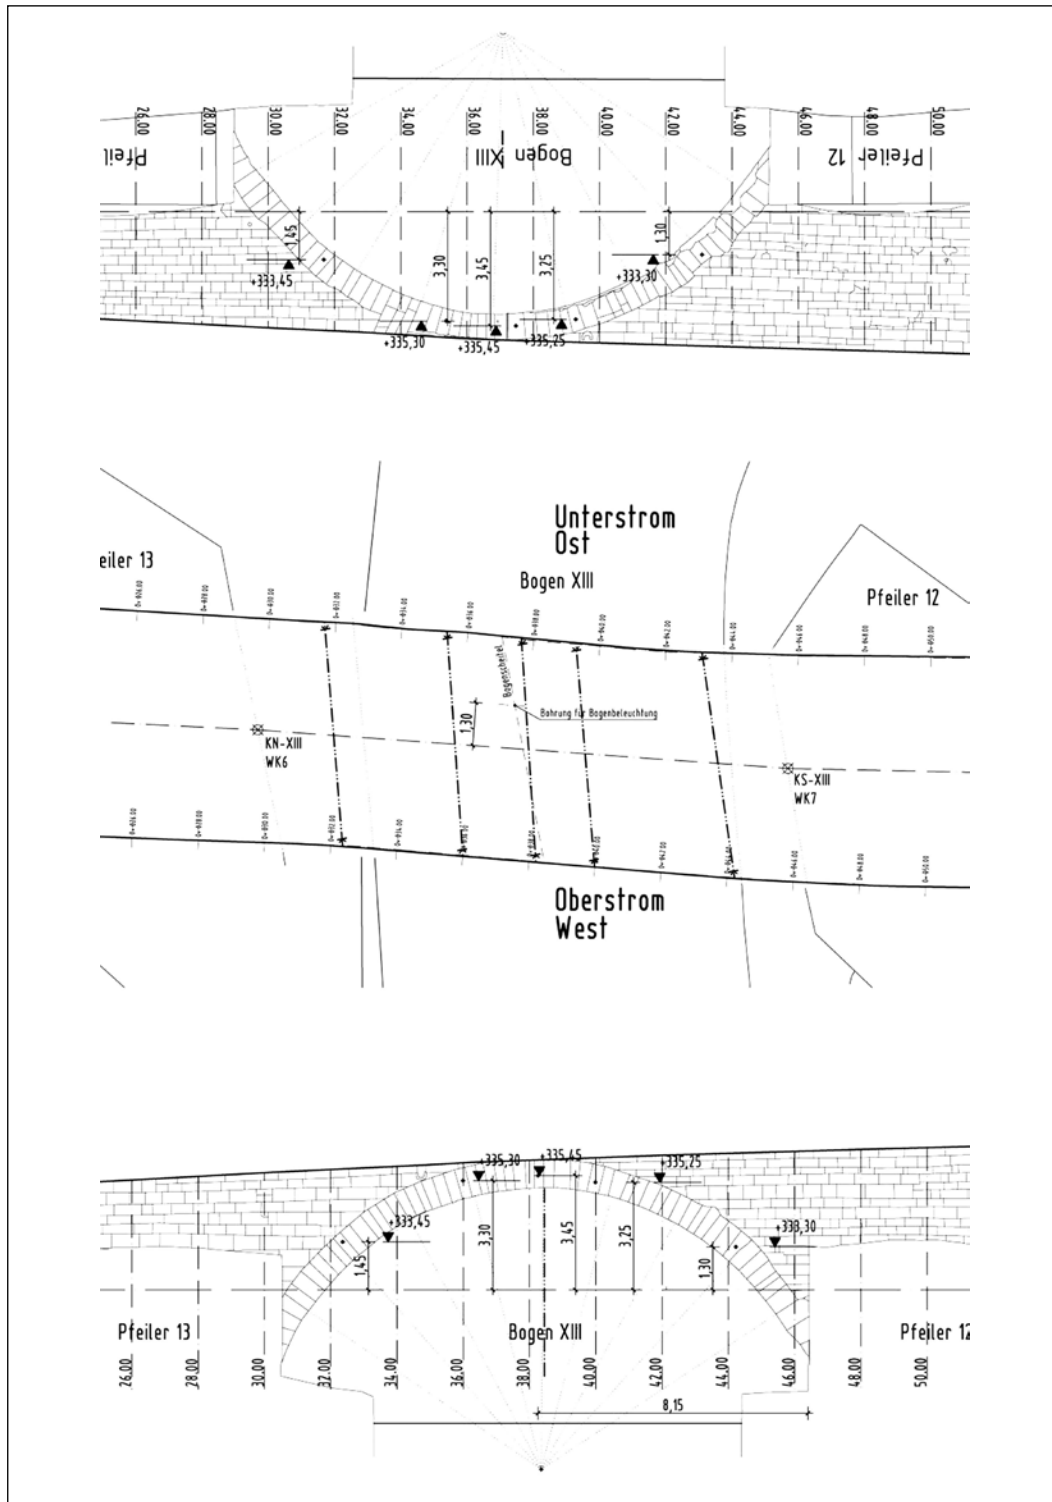 26.00
28.00
30.00
32.00
34.00
36.00
38.00
40.00
42.00
44.00
46.00
48.00
50.00
Pfeil
Bogen XIII
Pfeiler 12
1,45
3,30
3,45
3,25
1,30
+333,45
+333,30
+335,30
+335,45
+335,25
Unterstrom
Ost
Bogen XIII
eiler 13
Pfeiler 12
Bogenscheitel
Bohrung für Bogenbeleuchtung
1,30
KN-XIII
WK6
KS-XIII
WK7
Oberstrom
West
+335,30
+335,45
+335,25
+333,45
+333,30
1,45
3,30
3,45
3,25
1,30
Pfeiler 13
Bogen XIII
Pfeiler 12
26.00
28.00
30.00
32.00
34.00
36.00
38.00
40.00
42.00
44.00
46.00
48.00
50.00
8,15